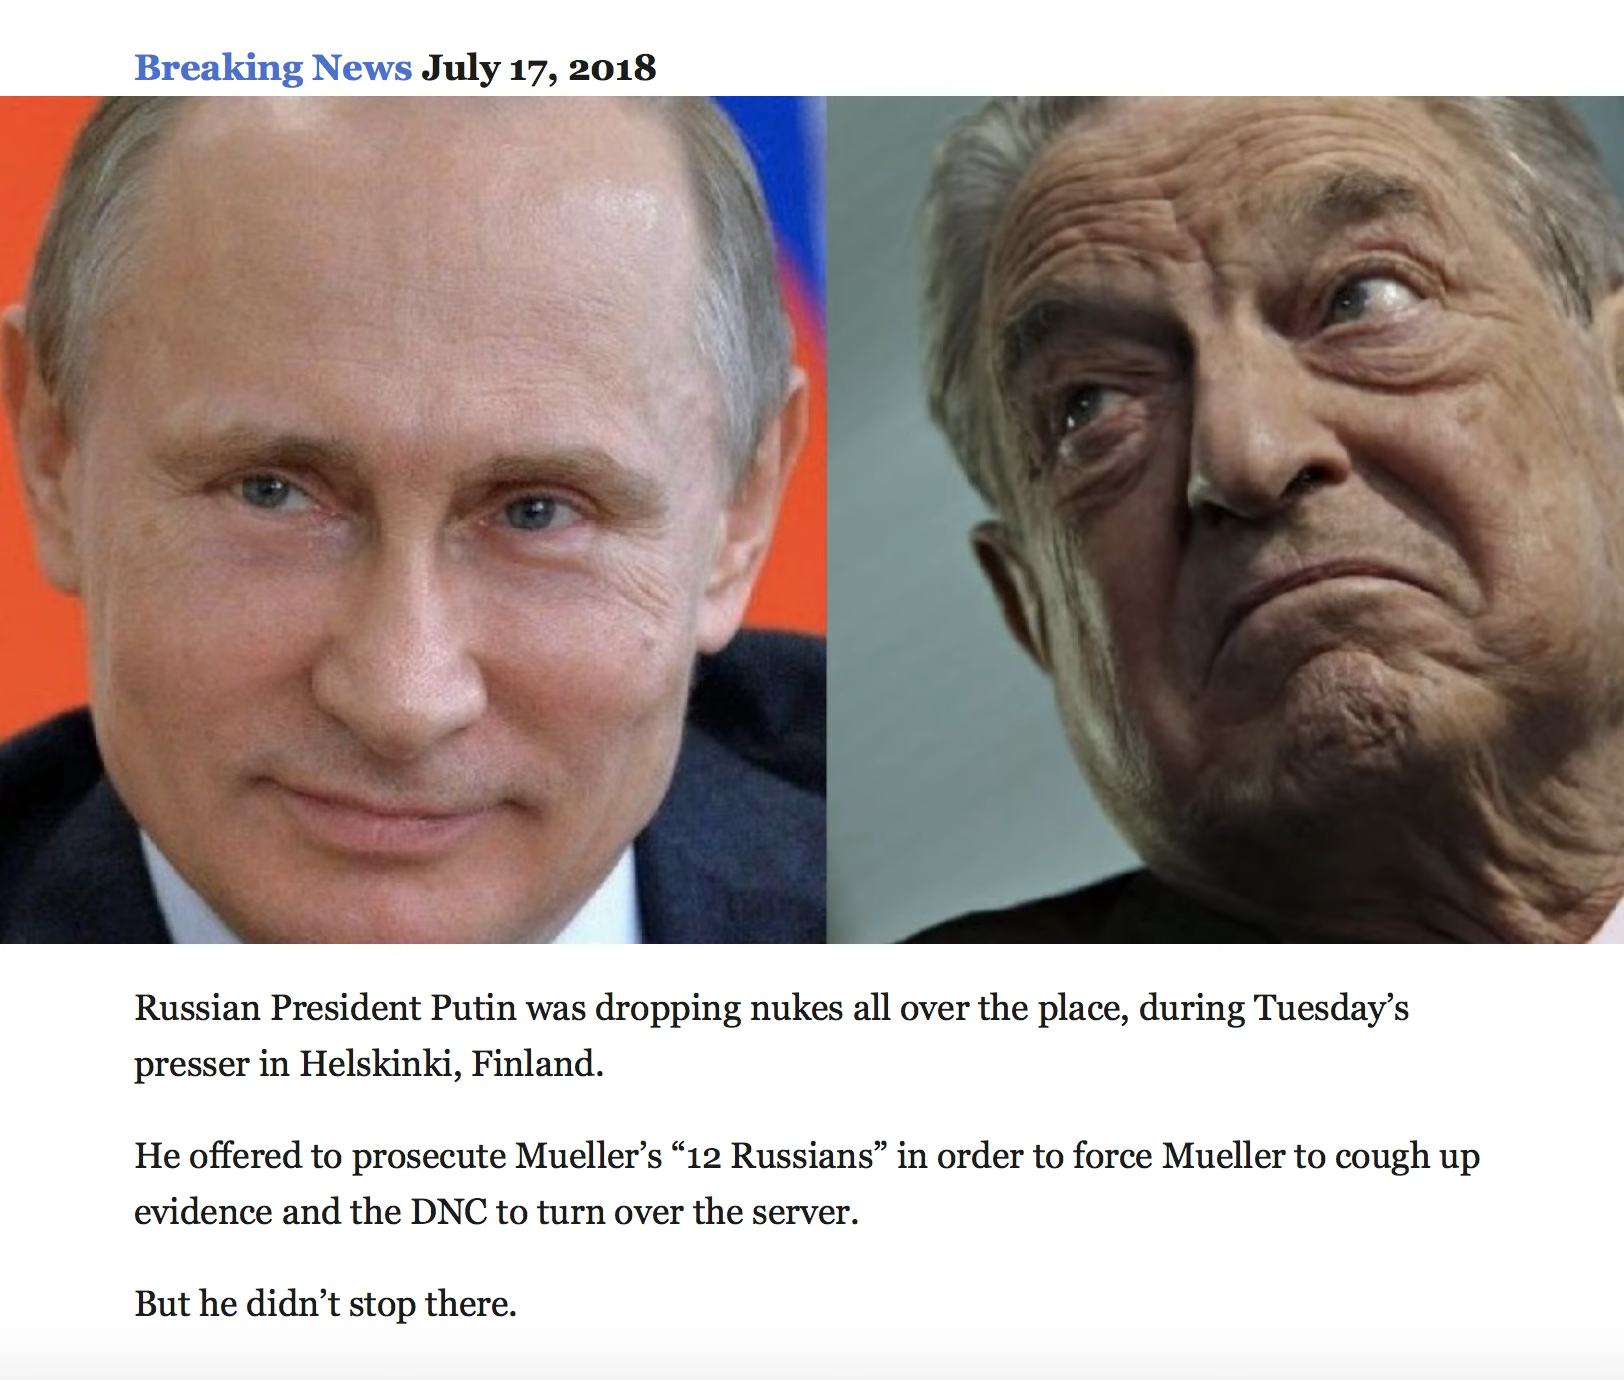 Breaking News July 17, 2018
Russian President Putin was dropping nukes all over the place, during Tuesday’s
presser in Helskinki, Finland.
He offered to prosecute Mueller’s “12 Russians” in order to force Mueller to cough up
evidence and the DNC to turn over the server.
But he didn’t stop there.